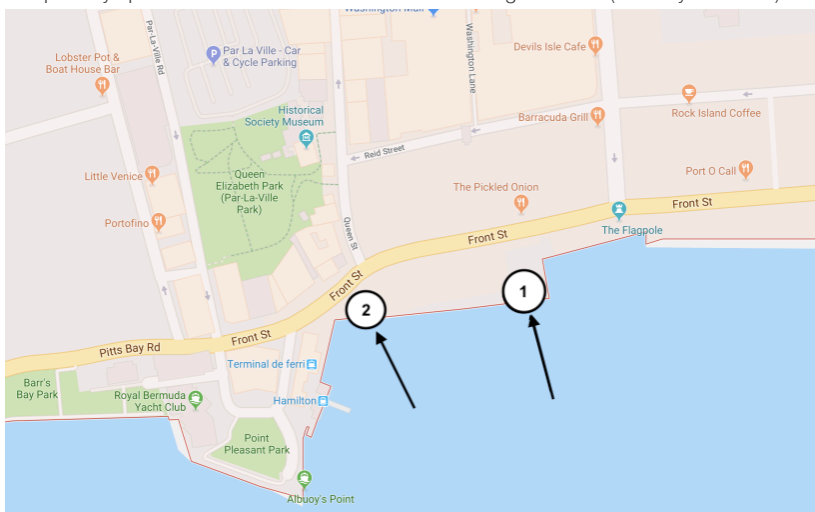 Washington Mall
Lobster Pot &
Boat House Bar
Par-La-Ville Rd
Par La Ville - Car
& Cycle Parking
Washington Lane
Devils Isle Cafe
Historical
Society Museum
Barracuda Grill
Rock Island Coffee
Reid Street
Little Venice
Queen
Elizabeth Park
(Par-La-Ville
Park)
The Pickled Onion
Port O Call
Portofino
Queen St
Front St
Front St
The Flagpole
Front St
1
2
Front St
Pitts Bay Rd
Terminal de ferri
Barr's
Bay Park
Royal Bermuda
Yacht Club
Hamilton
Point
Pleasant Park
Albuoy's Point